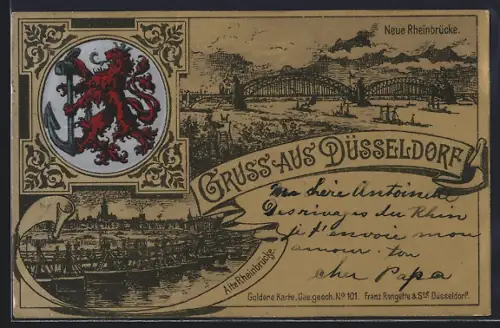 Neue Rheinbrücke.
GRUSS AUS DÜSSELDORF
Ma chère Antoinette
Des rivages du Rhin
je t'envoie mon
amour. ton
cher Papa
Alte Rheinbrücke.
Goldene Karte, Ges. gesch. No 101. Franz Rangette & Düsseldorf.